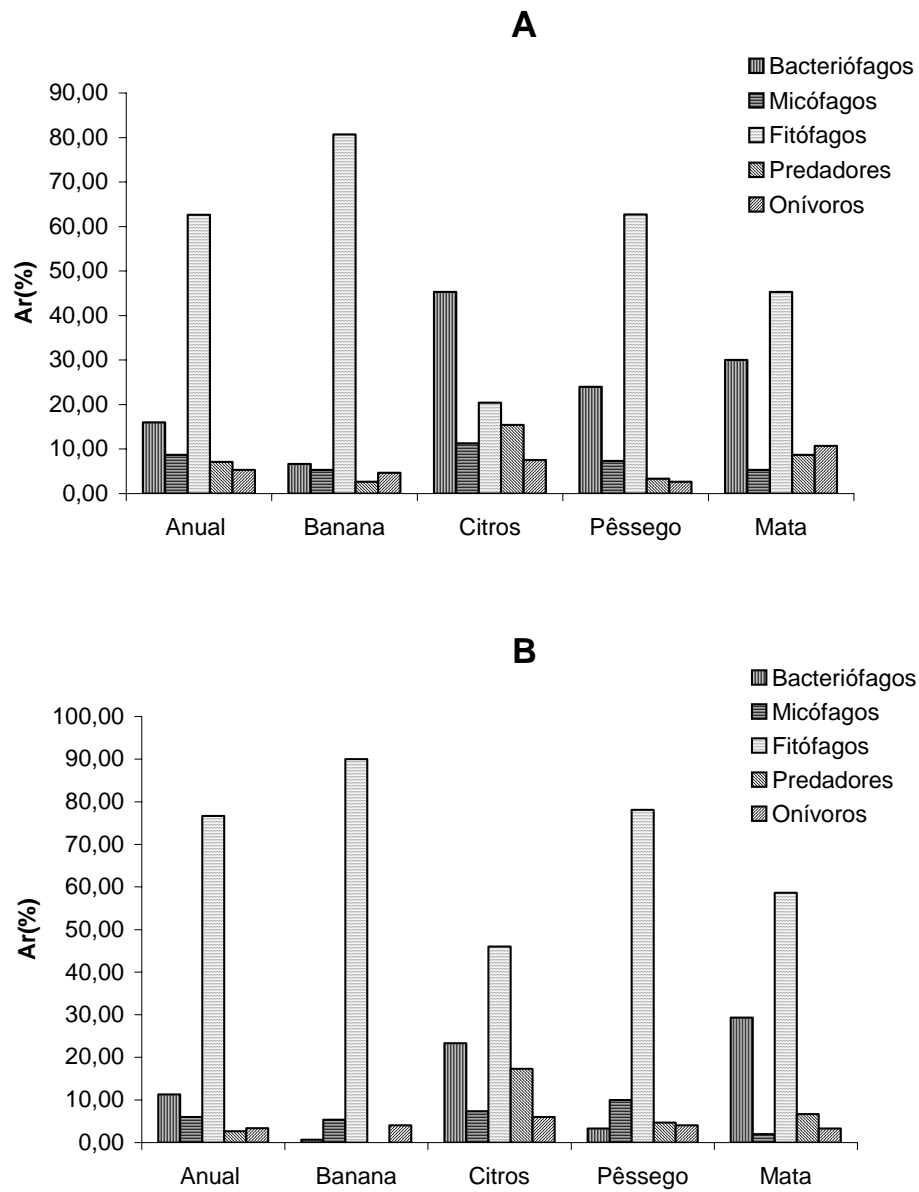 A
Bacteriófagos
Micófagos
Fitófagos
Predadores
Onívoros
Ar(%)
90,00
80,00
70,00
60,00
50,00
40,00
30,00
20,00
10,00
0,00
Anual Banana Citros Pêssego Mata
B
Bacteriófagos
Micófagos
Fitófagos
Predadores
Onívoros
Ar(%)
100,00
90,00
80,00
70,00
60,00
50,00
40,00
30,00
20,00
10,00
0,00
Anual Banana Citros Pêssego Mata